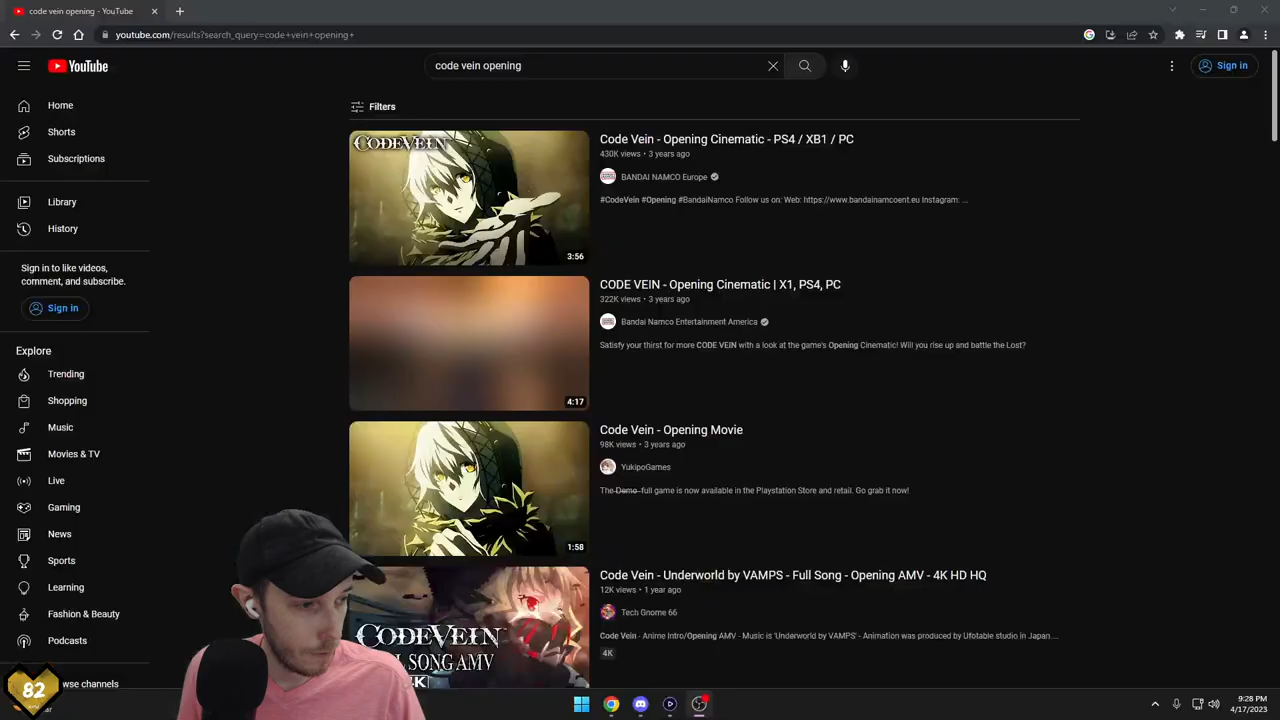 code vein opening - YouTube
youtube.com/results?search_query=code+vein+opening+
YouTube
code vein opening
Sign in
Home
Shorts
Subscriptions
Library
History
Sign in to like videos,
comment, and subscribe.
Sign in
Explore
Trending
Shopping
Music
Movies & TV
Live
Gaming
News
Sports
Learning
Fashion & Beauty
Podcasts
wse channels
Filters
CODE VEIN
3:56
Code Vein - Opening Cinematic - PS4 / XB1 / PC
430K views • 3 years ago
BANDAI NAMCO Europe
#CodeVein #Opening #BandaiNamco Follow us on: Web: https://www.bandainamcoent.eu Instagram: ...
4:17
CODE VEIN - Opening Cinematic | X1, PS4, PC
322K views • 3 years ago
Bandai Namco Entertainment America
Satisfy your thirst for more CODE VEIN with a look at the game's Opening Cinematic! Will you rise up and battle the Lost?
1:58
Code Vein - Opening Movie
98K views • 3 years ago
YukipoGames
The Demo full game is now available in the Playstation Store and retail. Go grab it now!
CODE VEIN
L SONG AMV
4K
Code Vein - Underworld by VAMPS - Full Song - Opening AMV - 4K HD HQ
12K views • 1 year ago
Tech Gnome 66
Code Vein - Anime Intro/Opening AMV - Music is 'Underworld by VAMPS' - Animation was produced by Ufotable studio in Japan ...
4K
82
9:28 PM
4/17/2023